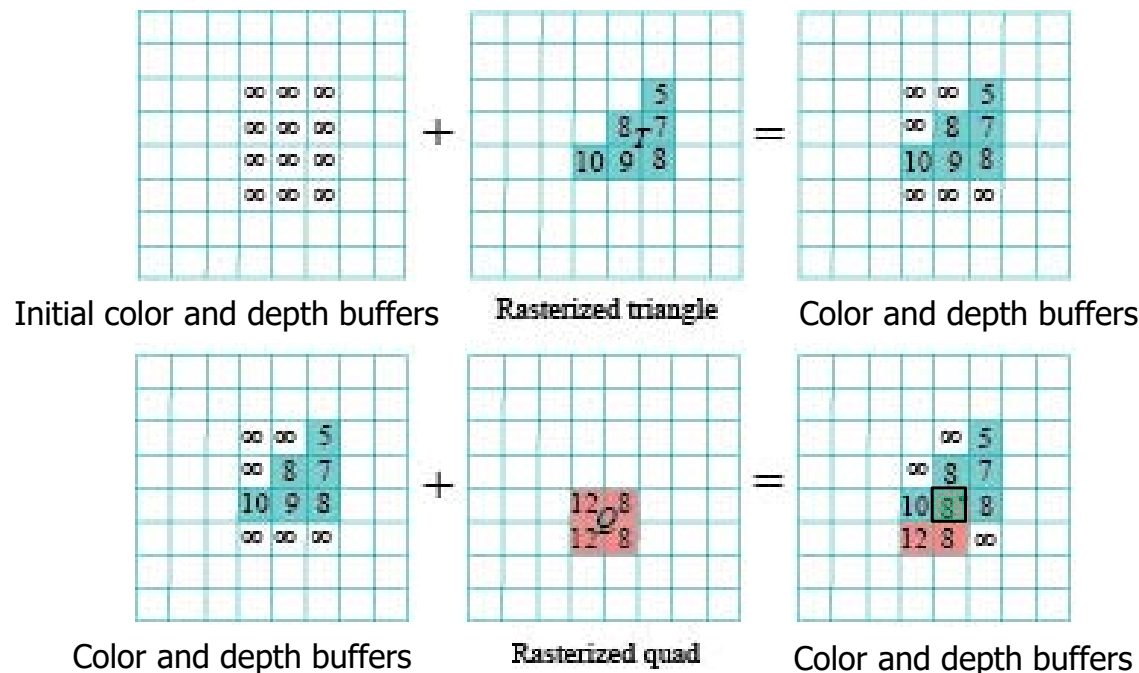 ∞ ∞ ∞
∞ ∞ ∞
∞ ∞ ∞
∞ ∞ ∞
+
5
8 T 7
10 9 8
=
∞ ∞ 5
∞ 8 7
10 9 8
∞ ∞ ∞
Initial color and depth buffers
Rasterized triangle
Color and depth buffers
∞ ∞ 5
∞ 8 7
10 9 8
∞ ∞ ∞
+
12 Q 8
12 8
=
∞ 5
∞ 8 7
10 8 8
12 8 ∞
Color and depth buffers
Rasterized quad
Color and depth buffers